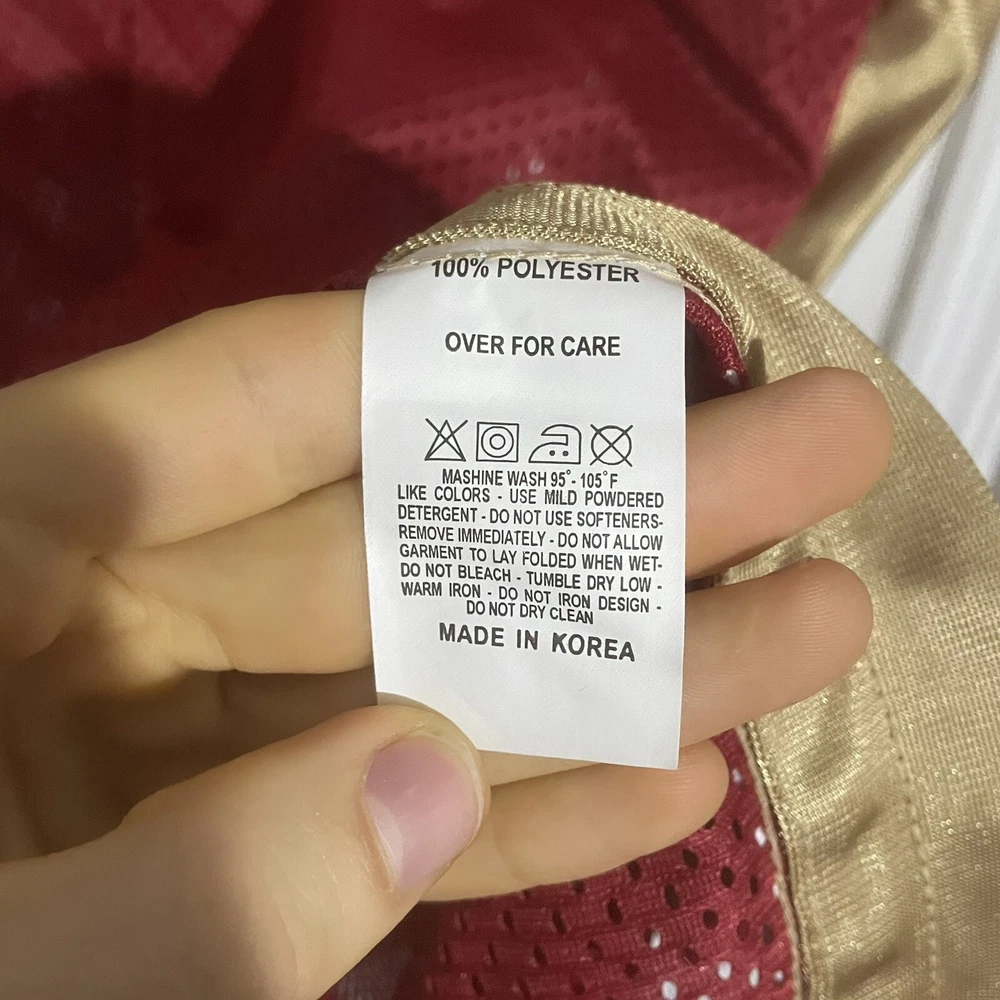 100% POLYESTER
OVER FOR CARE
MASHINE WASH 95°- 105°F
LIKE COLORS - USE MILD POWDERED
DETERGENT - DO NOT USE SOFTENERS-
REMOVE IMMEDIATELY - DO NOT ALLOW
GARMENT TO LAY FOLDED WHEN WET-
DO NOT BLEACH - TUMBLE DRY LOW -
WARM IRON - DO NOT IRON DESIGN -
DO NOT DRY CLEAN
MADE IN KOREA